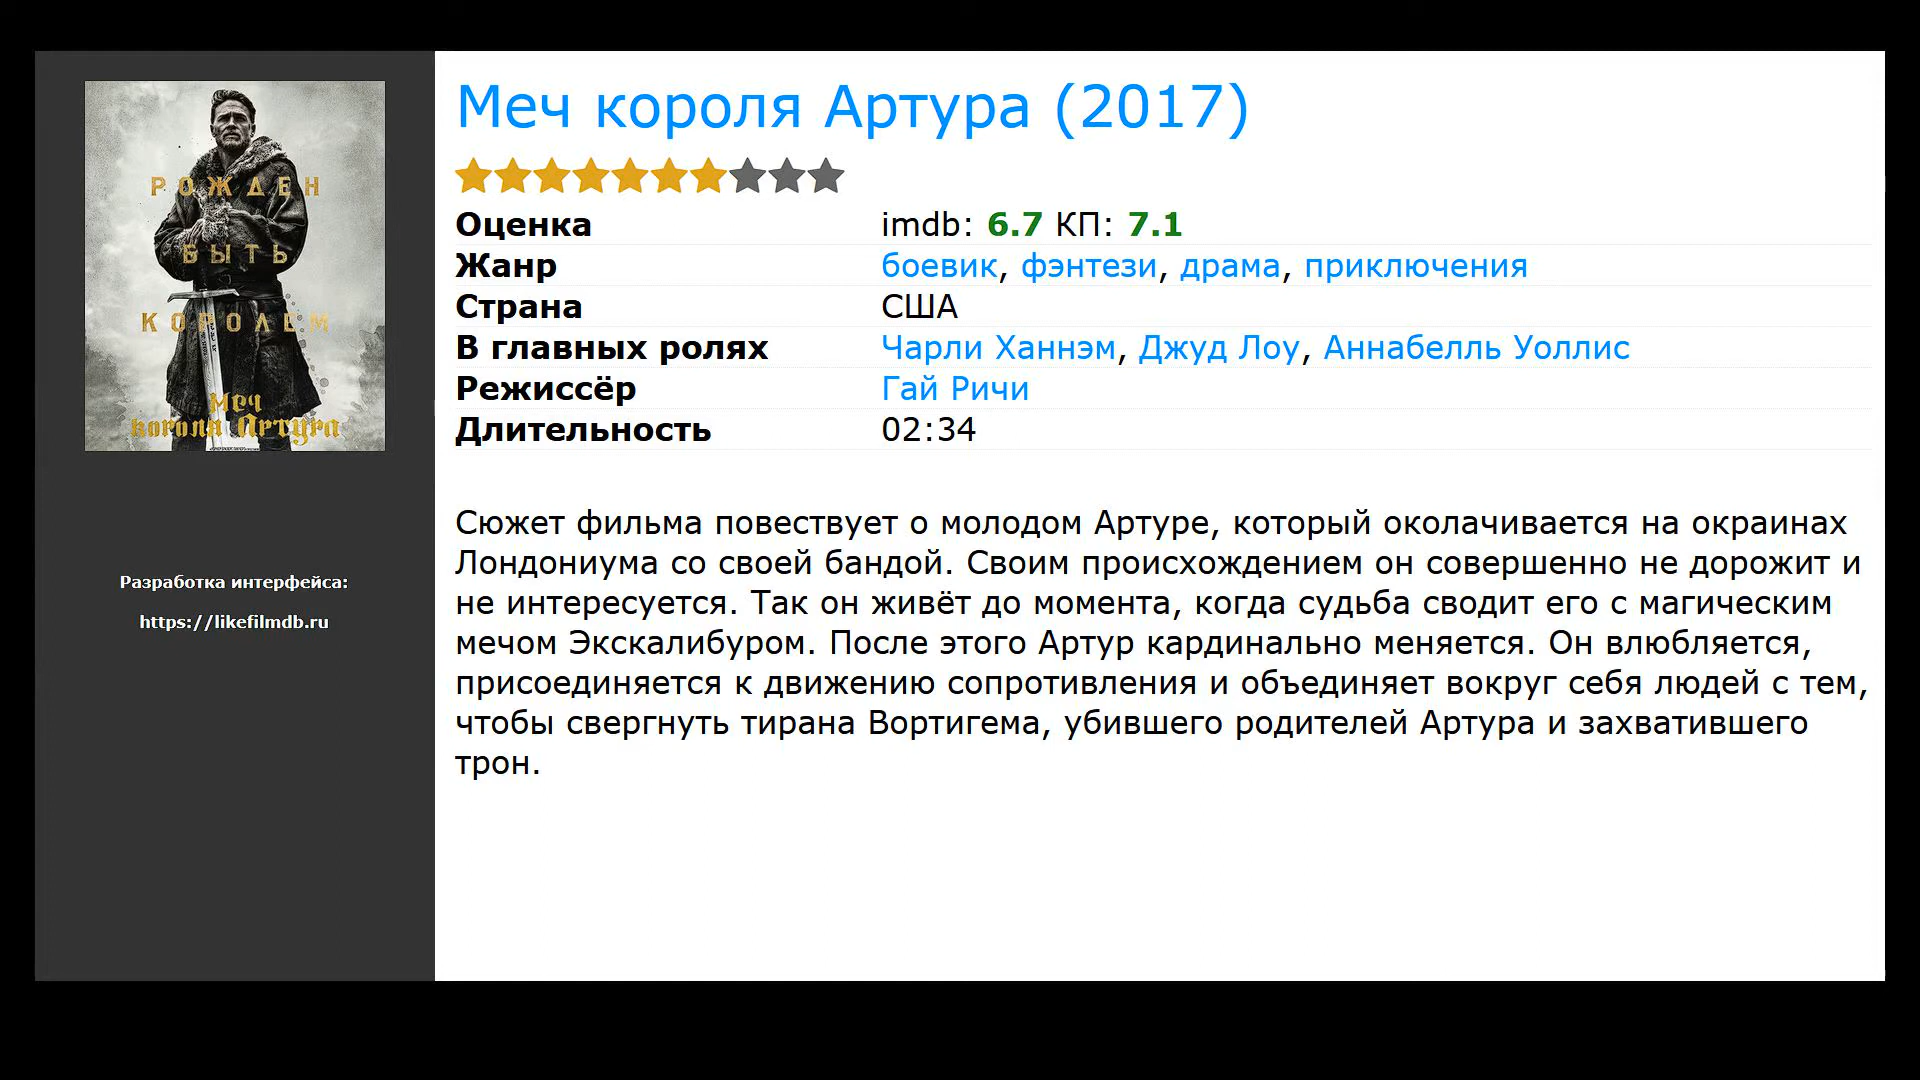 РОЖДЕН
БЫТЬ
КОРОЛЕМ
Меч
короля Артура
Разработка интерфейса:
https://likefilmdb.ru
Меч короля Артура (2017)
Оценка imdb: 6.7 КП: 7.1
Жанр боевик, фэнтези, драма, приключения
Страна США
В главных ролях Чарли Ханнэм, Джуд Лоу, Аннабелль Уоллис
Режиссёр Гай Ричи
Длительность 02:34
Сюжет фильма повествует о молодом Артуре, который околачивается на окраинах
Лондониума со своей бандой. Своим происхождением он совершенно не дорожит и
не интересуется. Так он живёт до момента, когда судьба сводит его с магическим
мечом Экскалибуром. После этого Артур кардинально меняется. Он влюбляется,
присоединяется к движению сопротивления и объединяет вокруг себя людей с тем,
чтобы свергнуть тирана Вортигема, убившего родителей Артура и захватившего
трон.